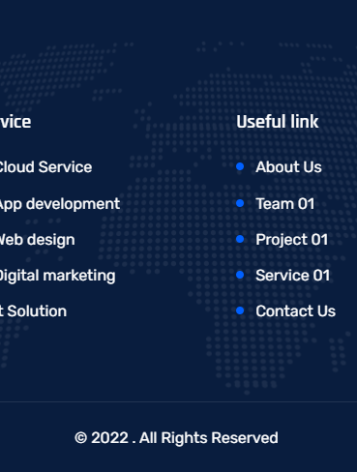 vice
Cloud Service
App development
Web design
Digital marketing
t Solution
Useful link
About Us
Team 01
Project 01
Service 01
Contact Us
© 2022 . All Rights Reserved